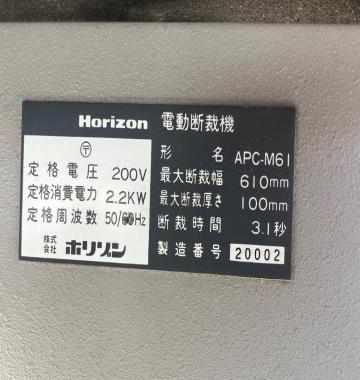 Horizon 電動断裁機
〒
定格電圧 200V
定格消費電力 2.2KW
定格周波数 50/60Hz
株式会社 ホリゾン
形名 APC-M61
最大断裁幅 610mm
最大断裁厚さ 100mm
断裁時間 3.1秒
製造番号 20002